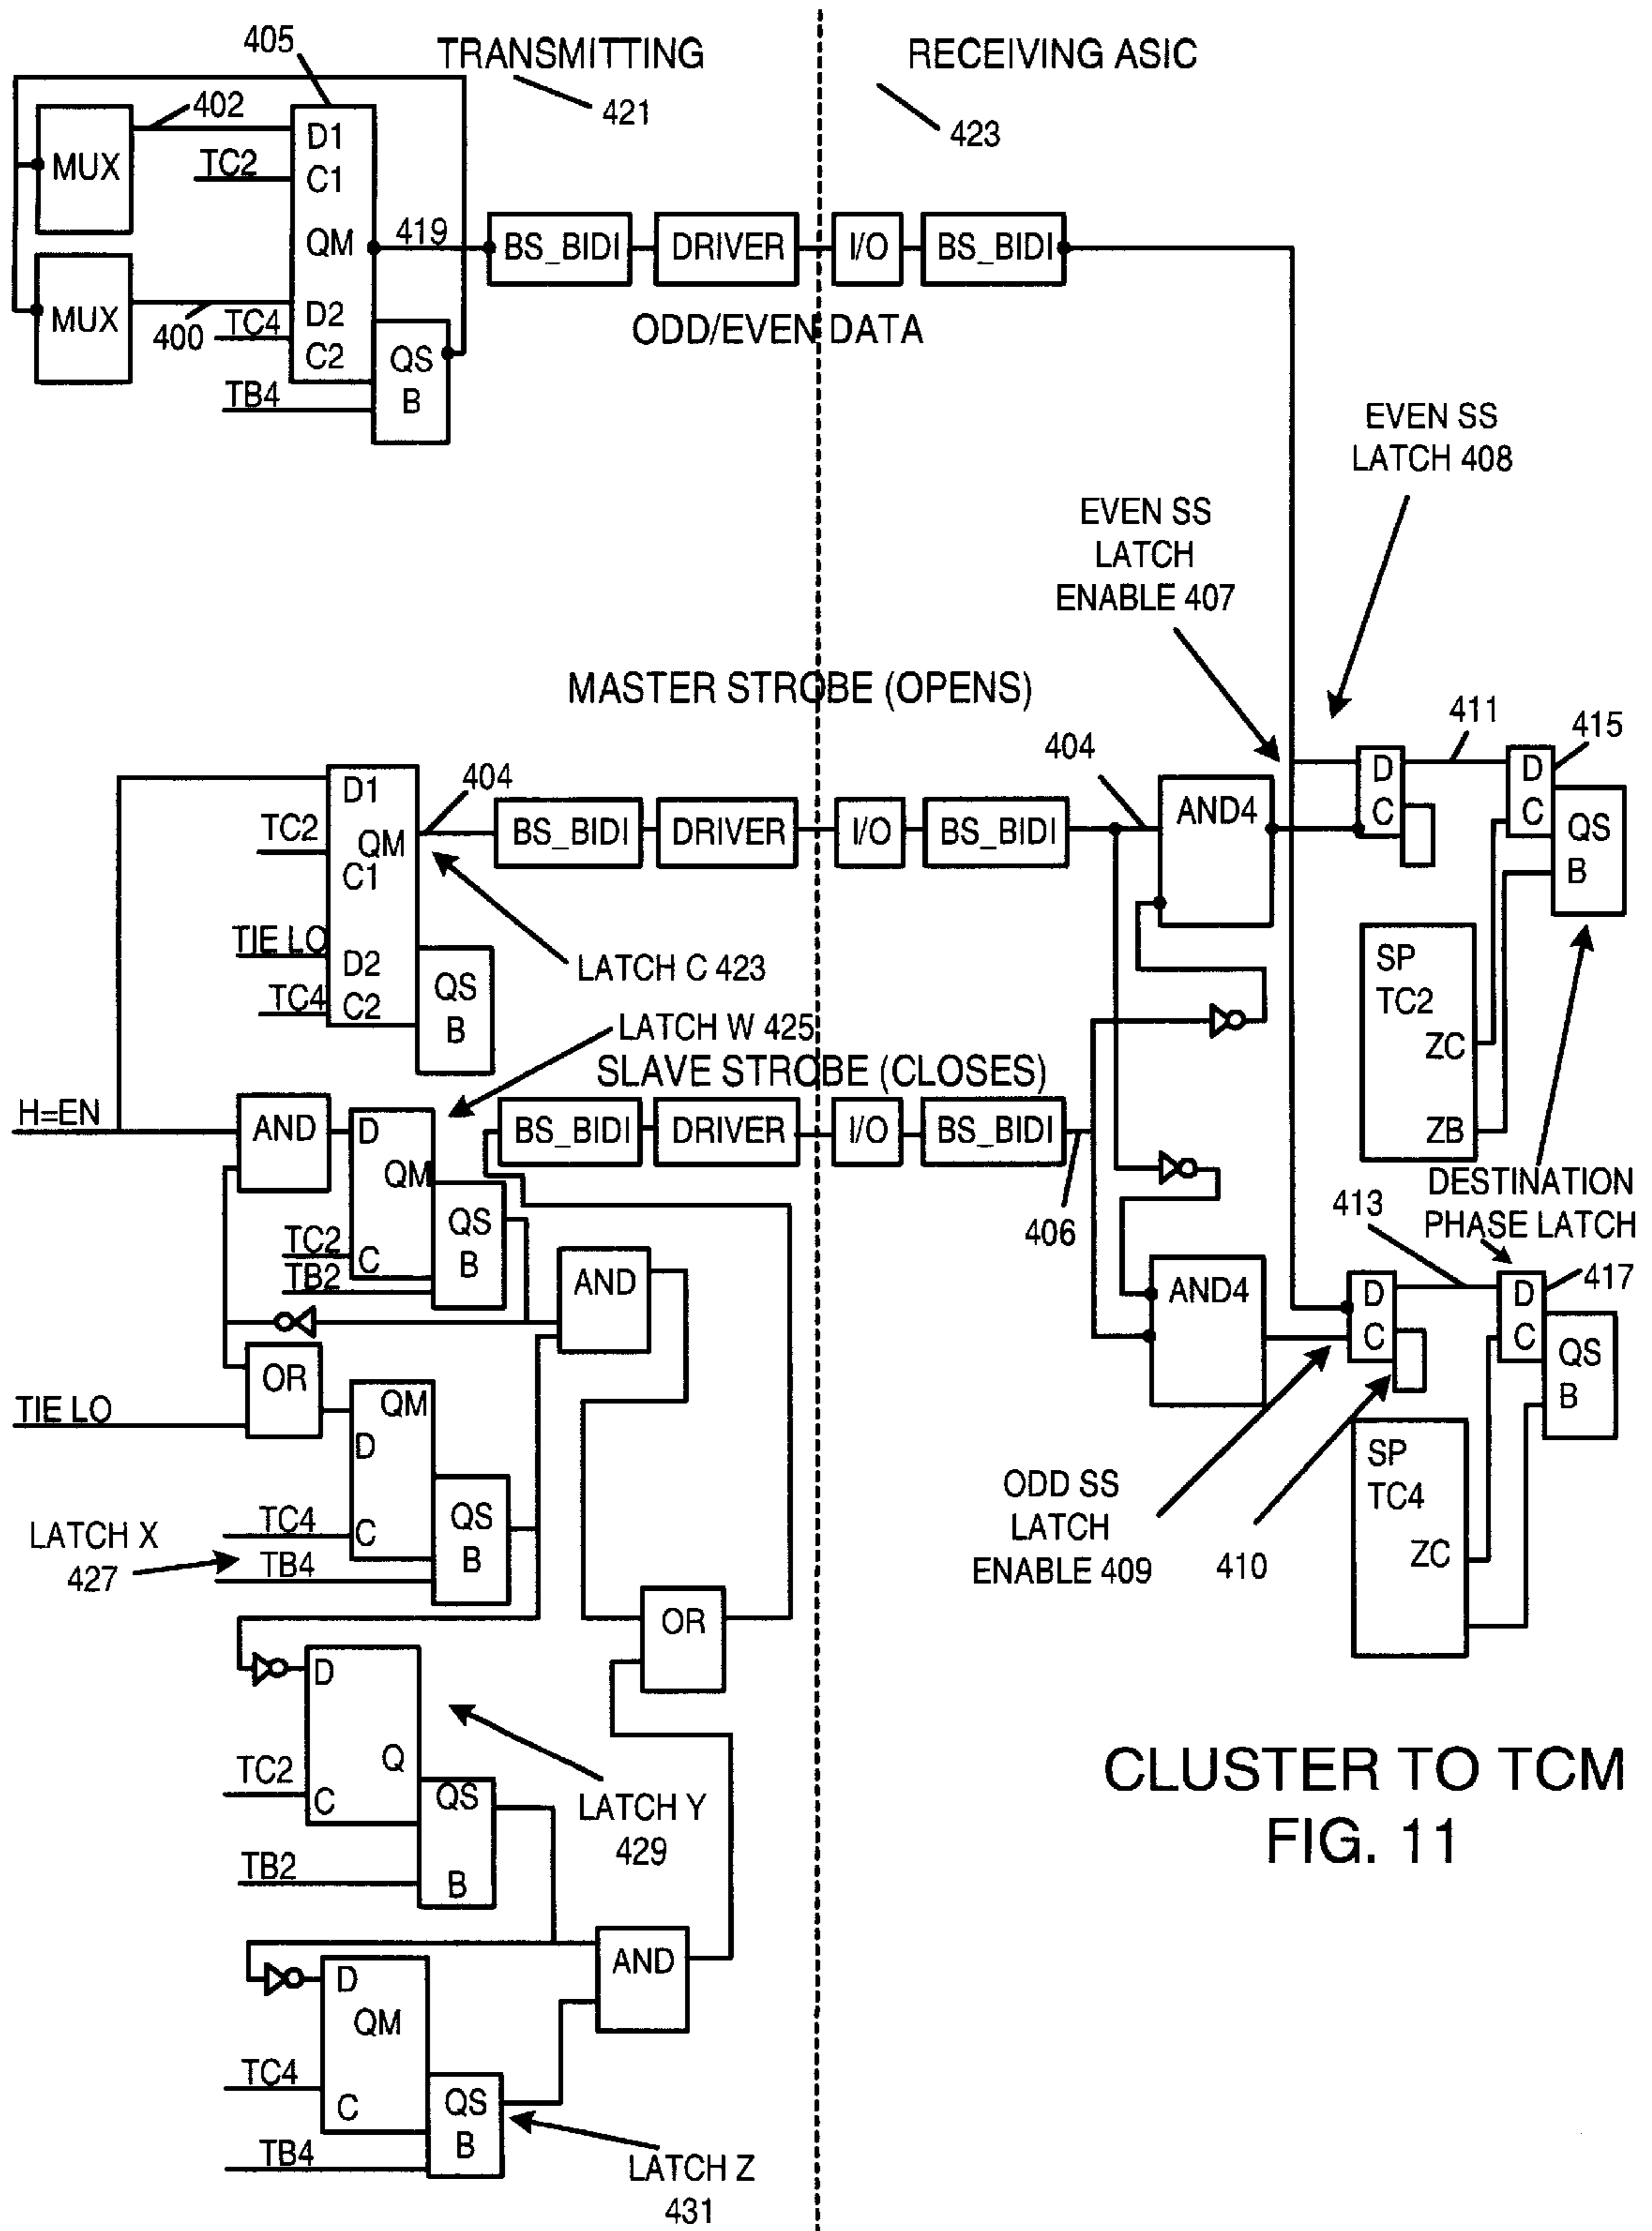 405
TRANSMITTING
421
RECEIVING ASIC
423
402
MUX
D1
TC2
C1
QM
419
BS_BIDI
DRIVER
I/O
BS_BIDI
MUX
400
TC4
D2
C2
QS
B
TB4
ODD/EVEN DATA
EVEN SS
LATCH 408
EVEN SS
LATCH
ENABLE 407
MASTER STROBE (OPENS)
404
D1
TC2
QM
C1
TIE LO
D2
TC4
C2
QS
B
BS_BIDI
DRIVER
I/O
BS_BIDI
404
AND4
411
415
D
C
D
C
QS
B
LATCH C 423
LATCH W 425
SP
TC2
ZC
ZB
SLAVE STROBE (CLOSES)
H=EN
AND
D
QM
BS_BIDI
DRIVER
I/O
BS_BIDI
406
TC2
C
TB2
QS
B
AND
DESTINATION
PHASE LATCH
413
417
AND4
D
C
D
C
QS
B
OR
TIE LO
QM
D
TC4
C
TB4
QS
B
LATCH X
427
ODD SS
LATCH
ENABLE 409
410
SP
TC4
ZC
OR
D
Q
TC2
C
QS
TB2
B
LATCH Y
429
CLUSTER TO TCM
FIG. 11
D
QM
AND
TC4
C
QS
B
TB4
LATCH Z
431